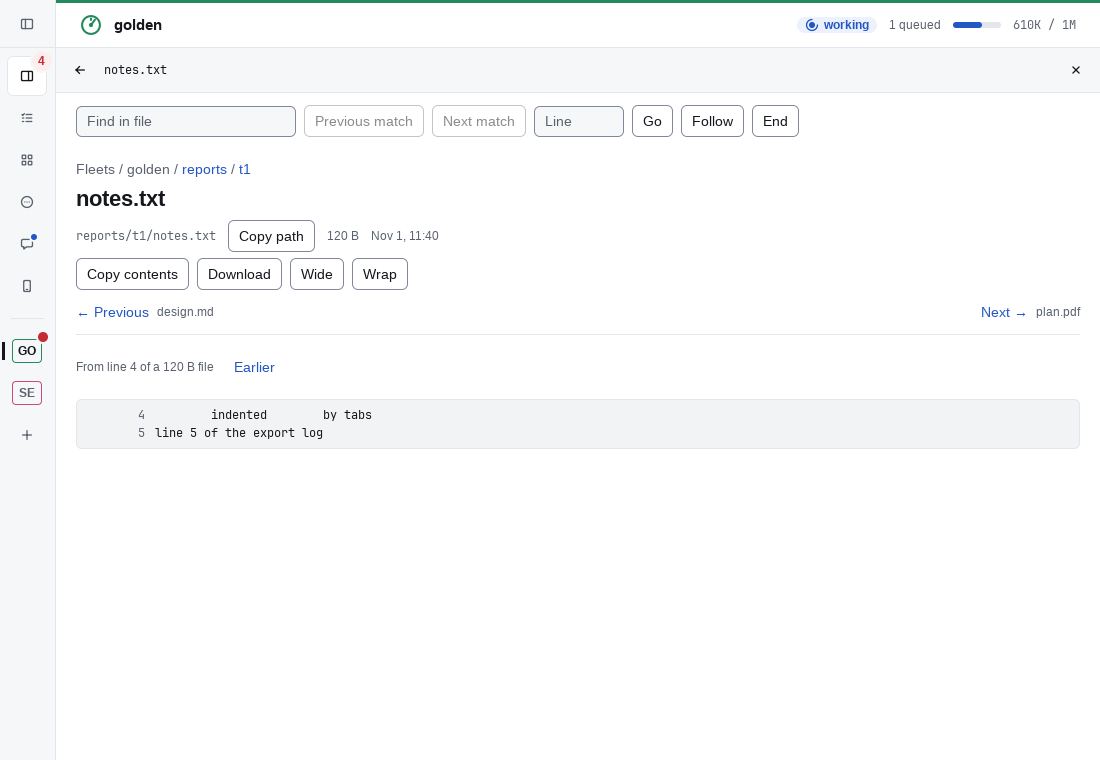 golden
working 1 queued 610K / 1M
4
← notes.txt ×
Find in file Previous match Next match Line Go Follow End
Fleets / golden / reports / t1
notes.txt
reports/t1/notes.txt Copy path 120 B Nov 1, 11:40
Copy contents Download Wide Wrap
← Previous design.md Next → plan.pdf
GO
From line 4 of a 120 B file Earlier
SE
4 indented by tabs
5 line 5 of the export log